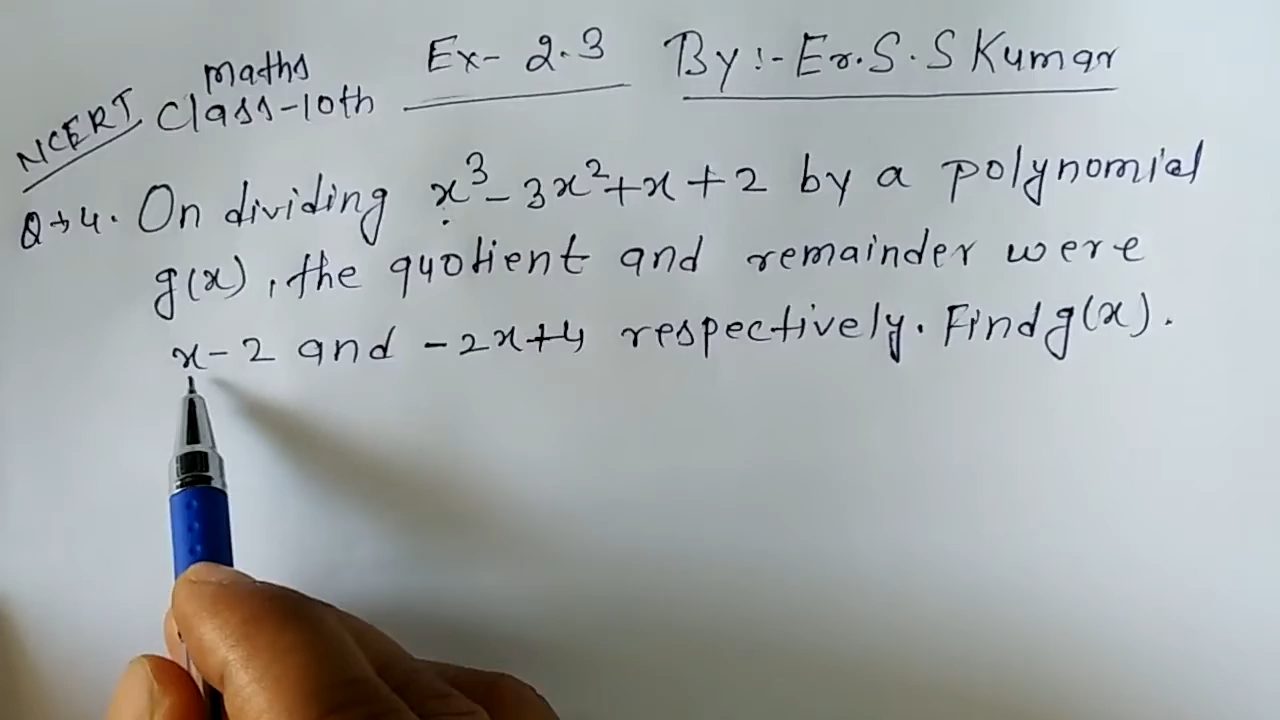 NCERT maths Class-10th Ex- 2.3 By:- Er. S. S Kumar
Q→4. On dividing x³-3x²+x+2 by a polynomial
g(x), the quotient and remainder were
x-2 and -2x+4 respectively. Find g(x).